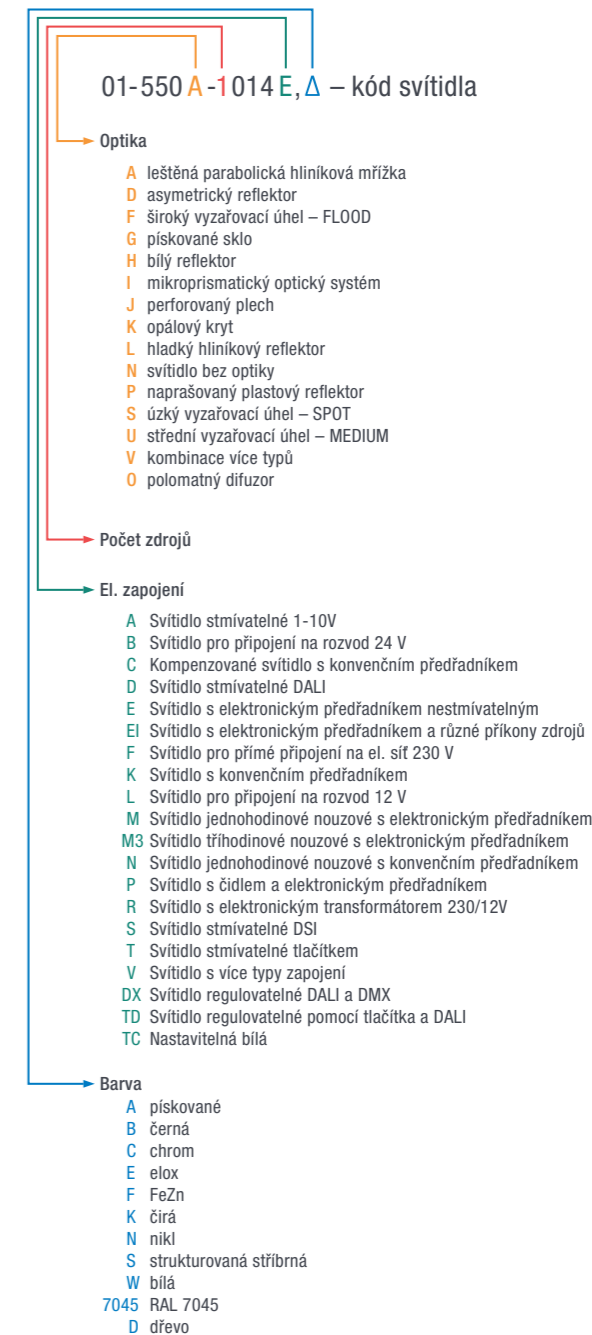 01-550 A -1 014 E, Δ – kód svítidla
Optika
A leštěná parabolická hliníková mřížka
D asymetrický reflektor
F široký vyzařovací úhel – FLOOD
G pískované sklo
H bílý reflektor
I mikroprismatický optický systém
J perforovaný plech
K opálový kryt
L hladký hliníkový reflektor
N svítidlo bez optiky
P naprašovaný plastový reflektor
S úzký vyzařovací úhel – SPOT
U střední vyzařovací úhel – MEDIUM
V kombinace více typů
O polomatný difuzor
Počet zdrojů
El. zapojení
A Svítidlo stmívatelné 1-10V
B Svítidlo pro připojení na rozvod 24 V
C Kompenzované svítidlo s konvenčním předřadníkem
D Svítidlo stmívatelné DALI
E Svítidlo s elektronickým předřadníkem nestmívatelným
EI Svítidlo s elektronickým předřadníkem a různé příkony zdrojů
F Svítidlo pro přímé připojení na el. síť 230 V
K Svítidlo s konvenčním předřadníkem
L Svítidlo pro připojení na rozvod 12 V
M Svítidlo jednohodinové nouzové s elektronickým předřadníkem
M3 Svítidlo tříhodinové nouzové s elektronickým předřadníkem
N Svítidlo jednohodinové nouzové s konvenčním předřadníkem
P Svítidlo s čidlem a elektronickým předřadníkem
R Svítidlo s elektronickým transformátorem 230/12V
S Svítidlo stmívatelné DSI
T Svítidlo stmívatelné tlačítkem
V Svítidlo s více typy zapojení
DX Svítidlo regulovatelné DALI a DMX
TD Svítidlo regulovatelné pomocí tlačítka a DALI
TC Nastavitelná bílá
Barva
A pískované
B černá
C chrom
E elox
F FeZn
K čirá
N nikl
S strukturovaná stříbrná
W bílá
7045 RAL 7045
D dřevo